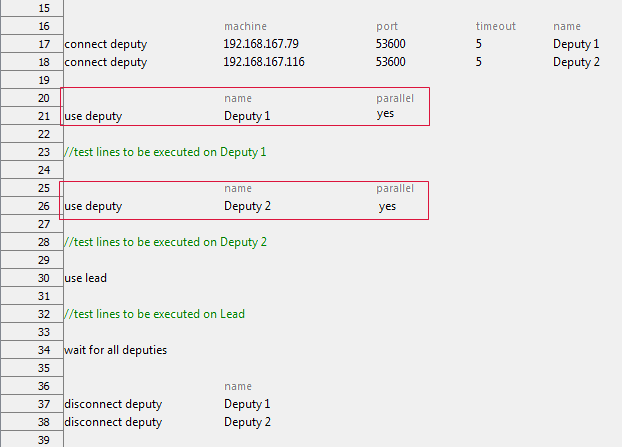 15
16 machine port timeout name
17 connect deputy 192.168.167.79 53600 5 Deputy 1
18 connect deputy 192.168.167.116 53600 5 Deputy 2
19
20 name parallel
21 use deputy Deputy 1 yes
22
23 //test lines to be executed on Deputy 1
24
25 name parallel
26 use deputy Deputy 2 yes
27
28 //test lines to be executed on Deputy 2
29
30 use lead
31
32 //test lines to be executed on Lead
33
34 wait for all deputies
35
36 name
37 disconnect deputy Deputy 1
38 disconnect deputy Deputy 2
39